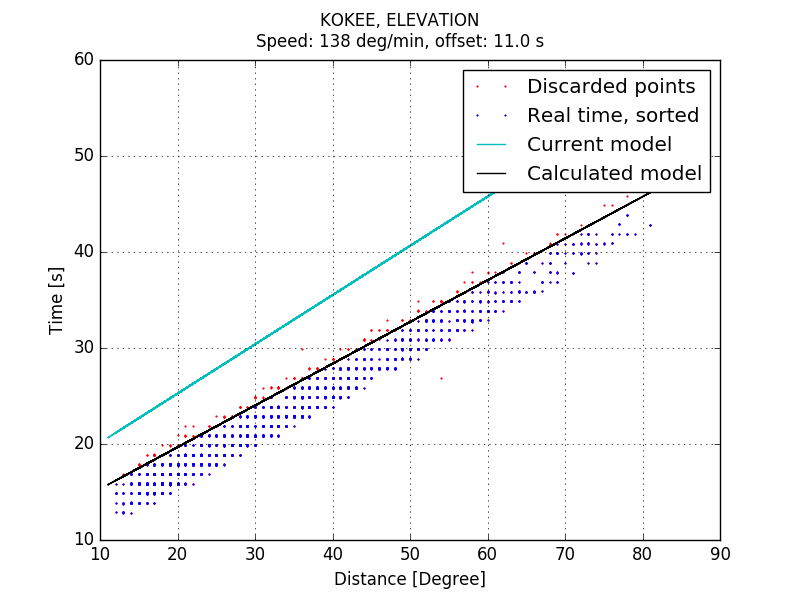 KOKEE, ELEVATION
Speed: 138 deg/min, offset: 11.0 s
60
50
40
30
20
10
Time [s]
Discarded points
Real time, sorted
Current model
Calculated model
10 20 30 40 50 60 70 80 90
Distance [Degree]